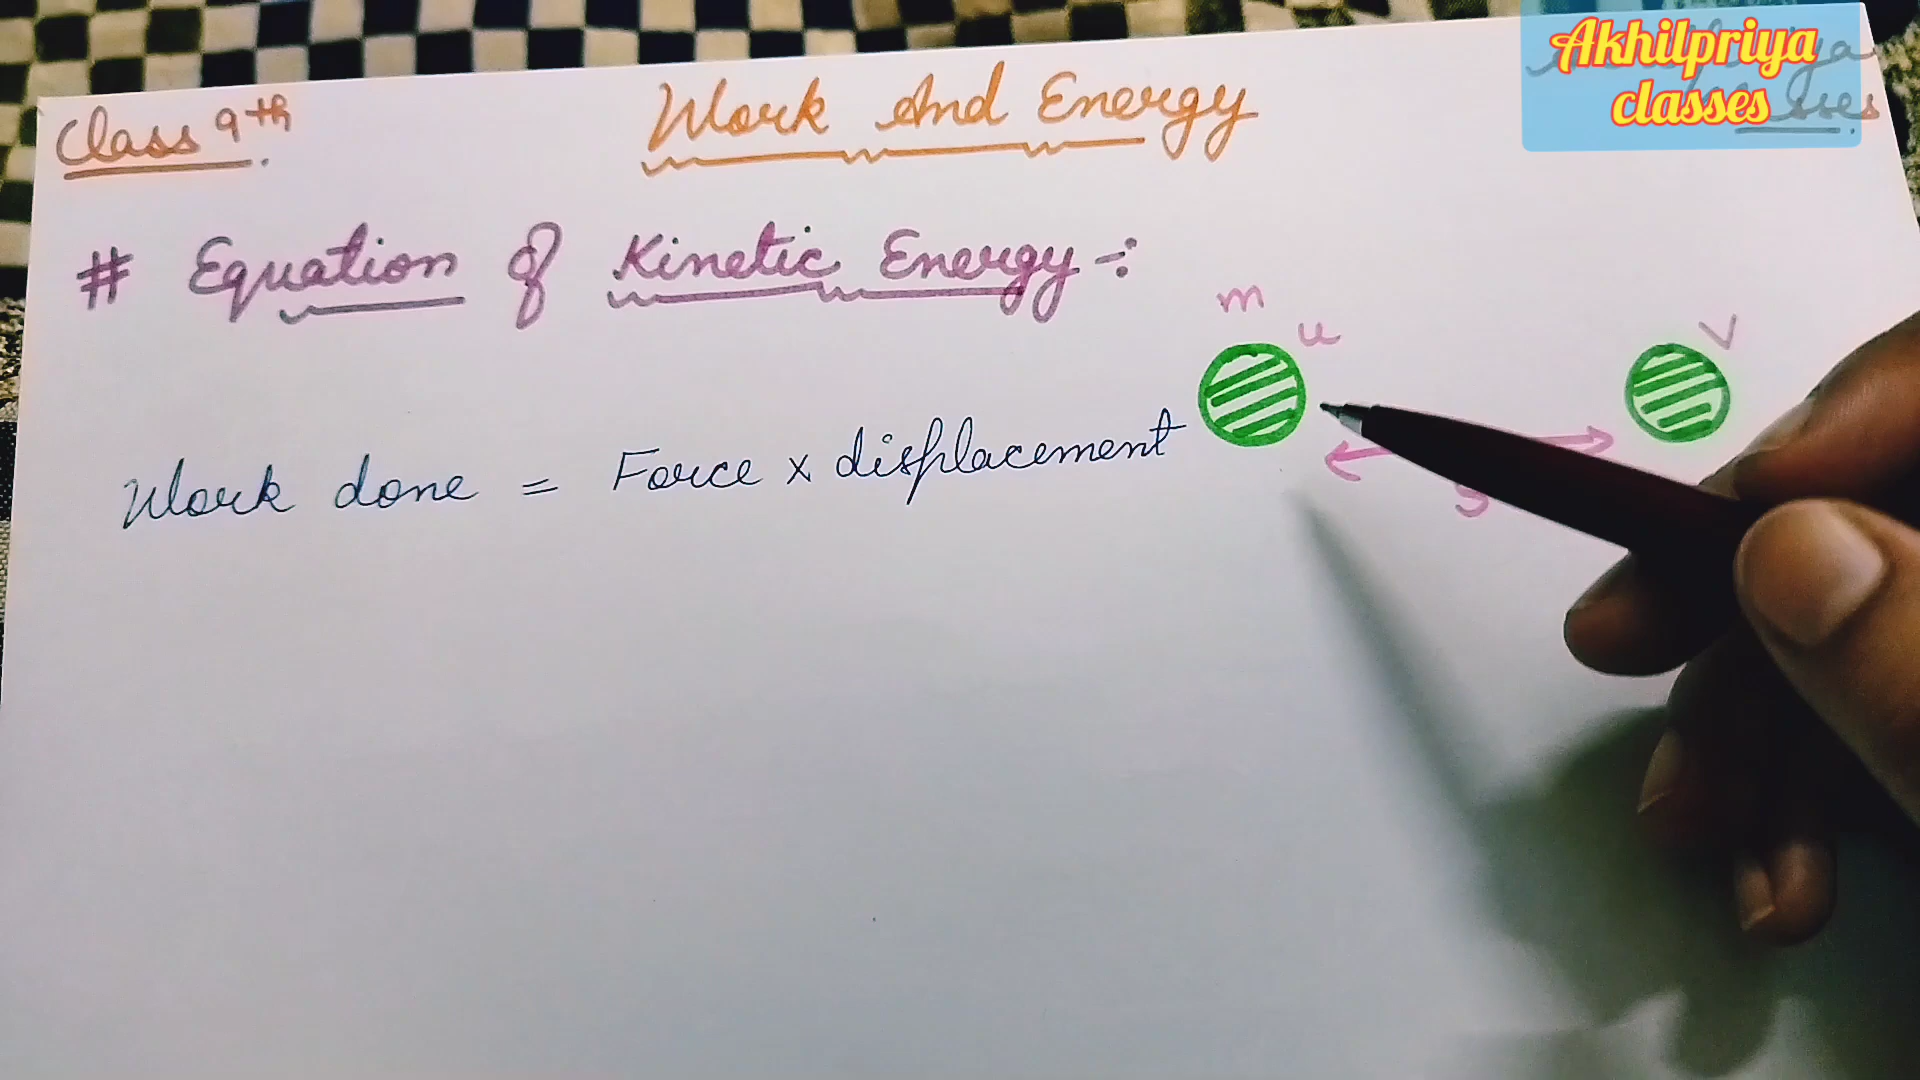 Akhilpriya
classes
Class 9th
Work And Energy
# Equation of Kinetic Energy ÷
m
u
V
Work done = Force × displacement
S